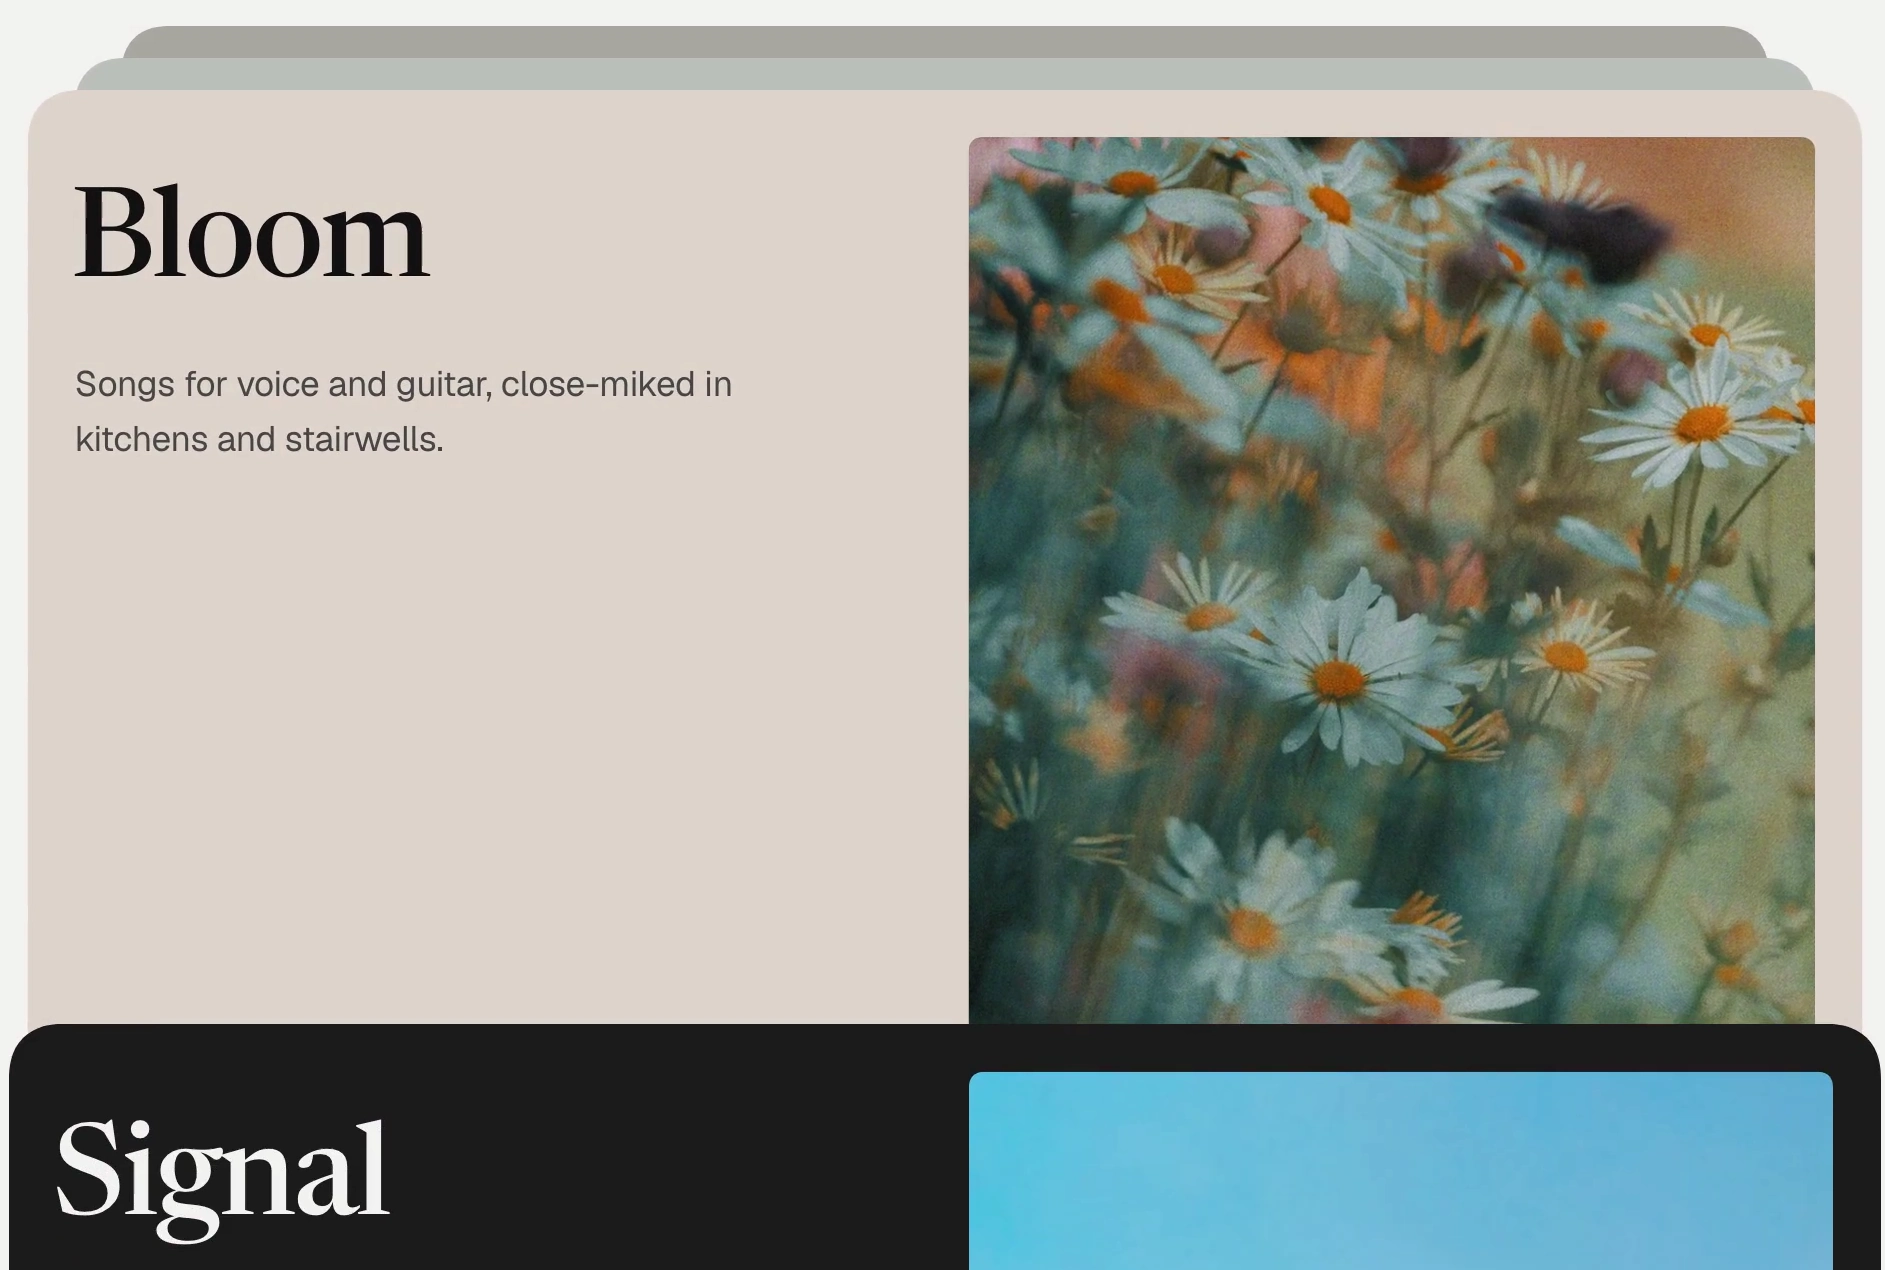 Bloom
Songs for voice and guitar, close-miked in
kitchens and stairwells.
Signal